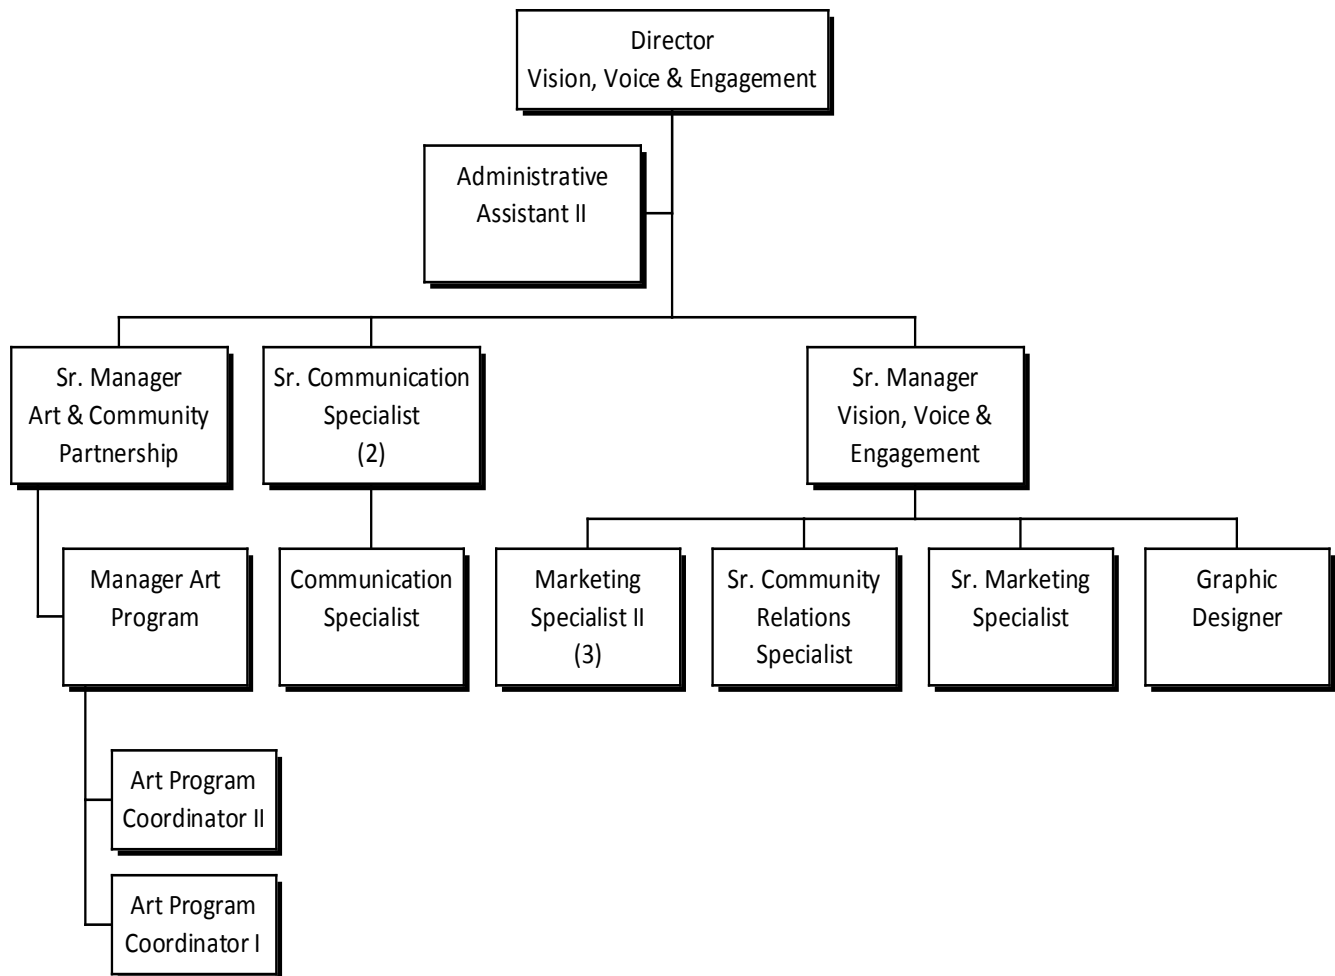 Director
Vision, Voice & Engagement
Administrative
Assistant II
Sr. Manager
Art & Community
Partnership
Sr. Communication
Specialist
(2)
Sr. Manager
Vision, Voice &
Engagement
Manager Art
Program
Communication
Specialist
Marketing
Specialist II
(3)
Sr. Community
Relations
Specialist
Sr. Marketing
Specialist
Graphic
Designer
Art Program
Coordinator II
Art Program
Coordinator I